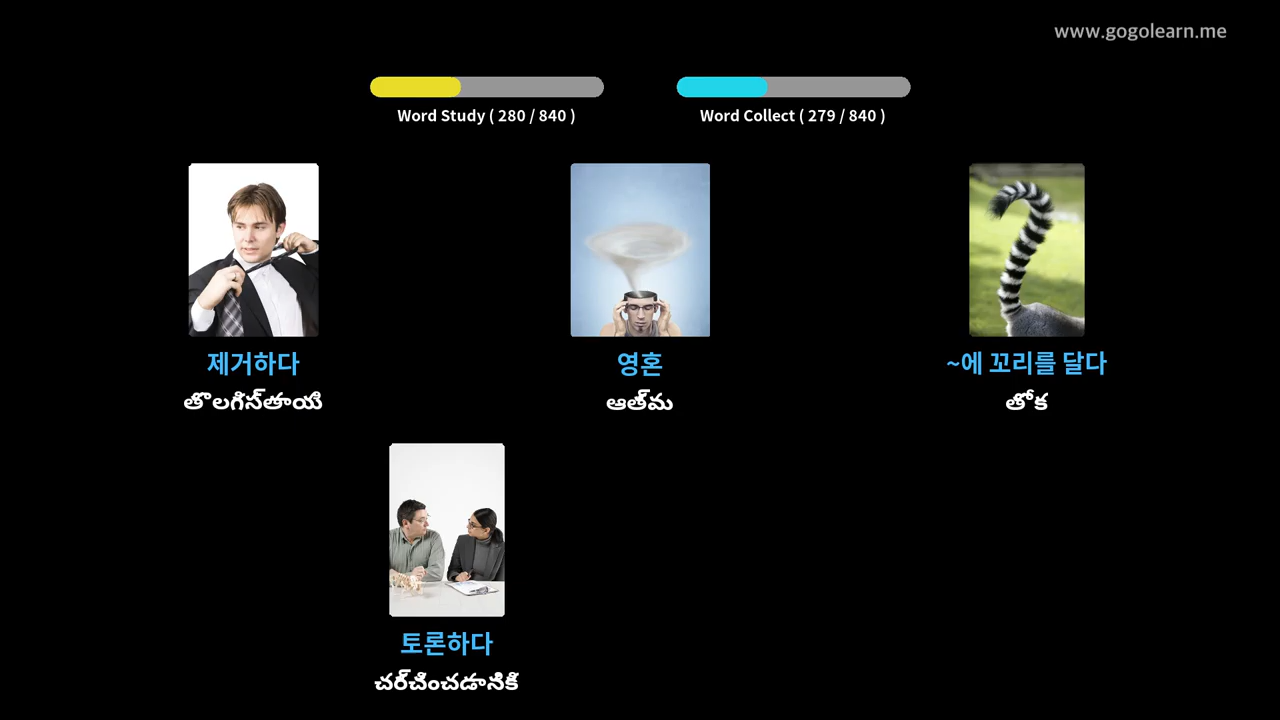 www.gogolearn.me
Word Study ( 280 / 840 )
Word Collect ( 279 / 840 )
제거하다
영혼
~에 꼬리를 달다
తొలగిస్తాయి
ఆత్మ
తోక
토론하다
చర్చించడానికి